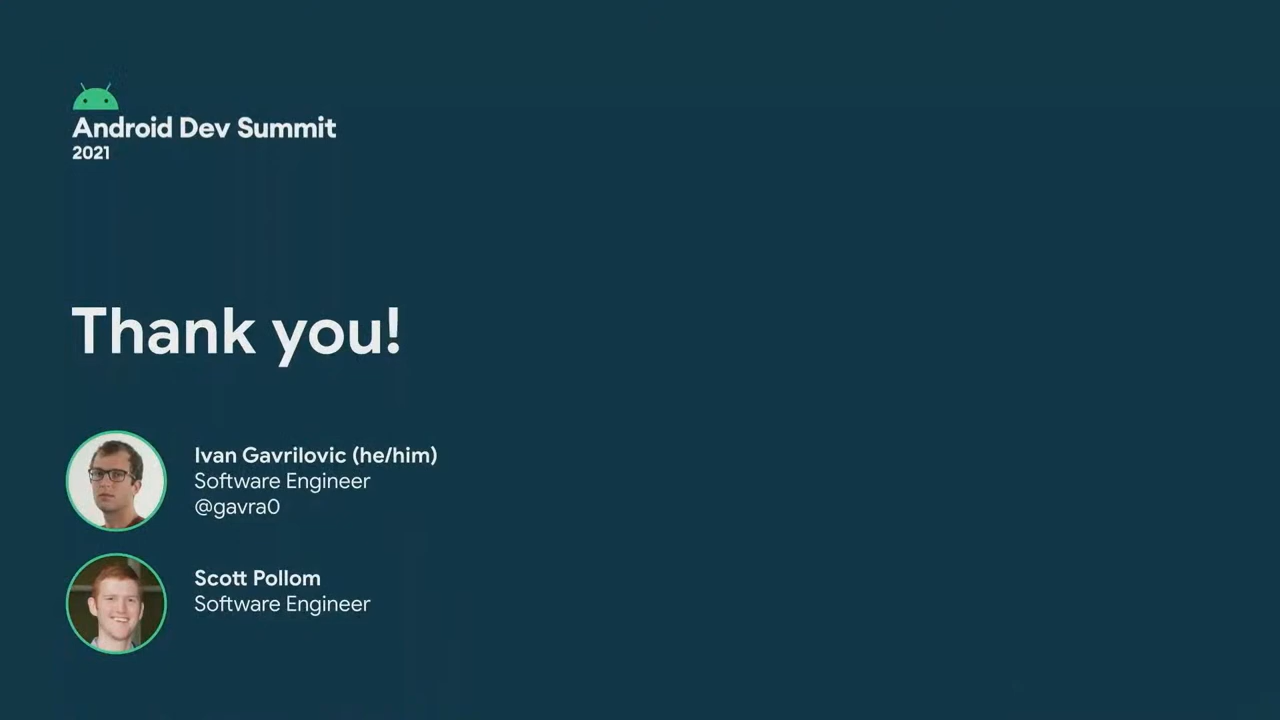 Android Dev Summit
2021
Thank you!
Ivan Gavrilovic (he/him)
Software Engineer
@gavra0
Scott Pollom
Software Engineer